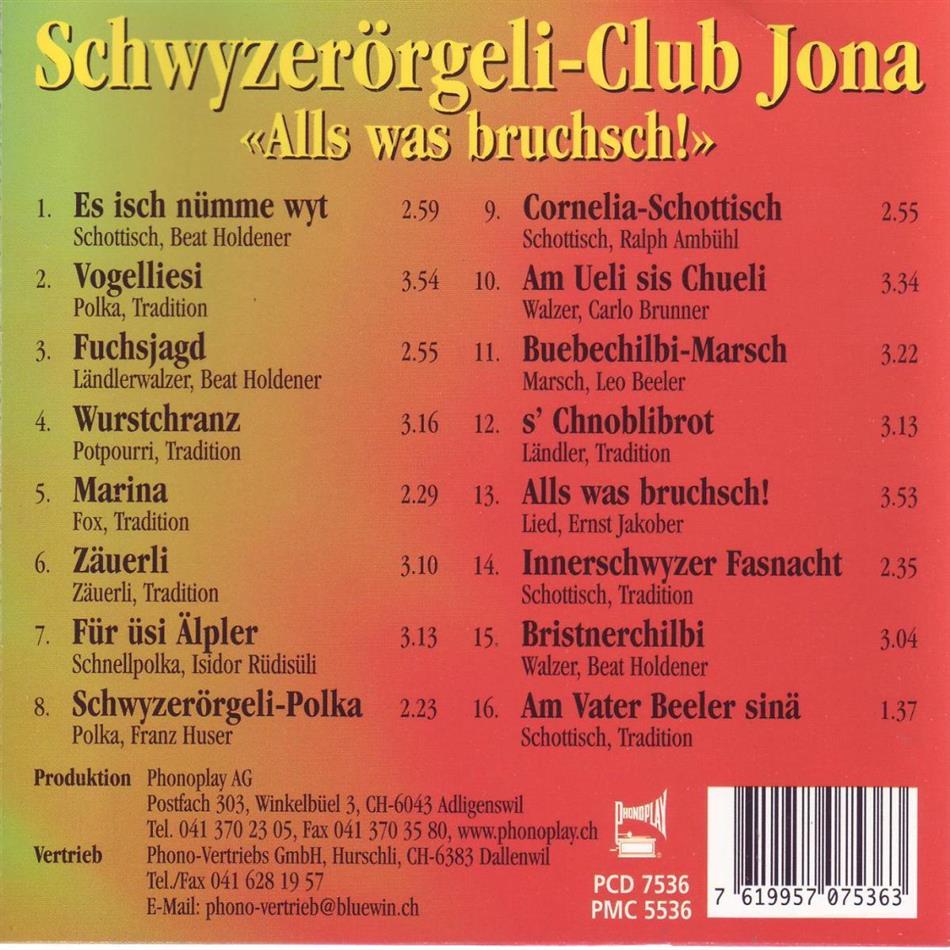 Schwyzerörgeli-Club Jona
«Alls was bruchsch!»
1. Es isch nümme wyt 2.59
Schottisch, Beat Holdener
2. Vogelliesi 3.54
Polka, Tradition
3. Fuchsjagd 2.55
Ländlerwalzer, Beat Holdener
4. Wurstchranz 3.16
Potpourri, Tradition
5. Marina 2.29
Fox, Tradition
6. Zäuerli 3.10
Zäuerli, Tradition
7. Für üsi Älpler 3.13
Schnellpolka, Isidor Rüdisüli
8. Schwyzerörgeli-Polka 2.23
Polka, Franz Huser
9. Cornelia-Schottisch 2.55
Schottisch, Ralph Ambühl
10. Am Ueli sis Chueli 3.34
Walzer, Carlo Brunner
11. Buebechilbi-Marsch 3.22
Marsch, Leo Beeler
12. s' Chnoblibrot 3.13
Ländler, Tradition
13. Alls was bruchsch! 3.53
Lied, Ernst Jakober
14. Innerschwyzer Fasnacht 2.35
Schottisch, Tradition
15. Bristnerchilbi 3.04
Walzer, Beat Holdener
16. Am Vater Beeler sinä 1.37
Schottisch, Tradition
Produktion Phonoplay AG
Postfach 303, Winkelbüel 3, CH-6043 Adligenswil
Tel. 041 370 23 05, Fax 041 370 35 80, www.phonoplay.ch
Vertrieb Phono-Vertriebs GmbH, Hurschli, CH-6383 Dallenwil
Tel./Fax 041 628 19 57
E-Mail: phono-vertrieb@bluewin.ch
PHONOPLAY
PCD 7536
PMC 5536
7 619957 075363